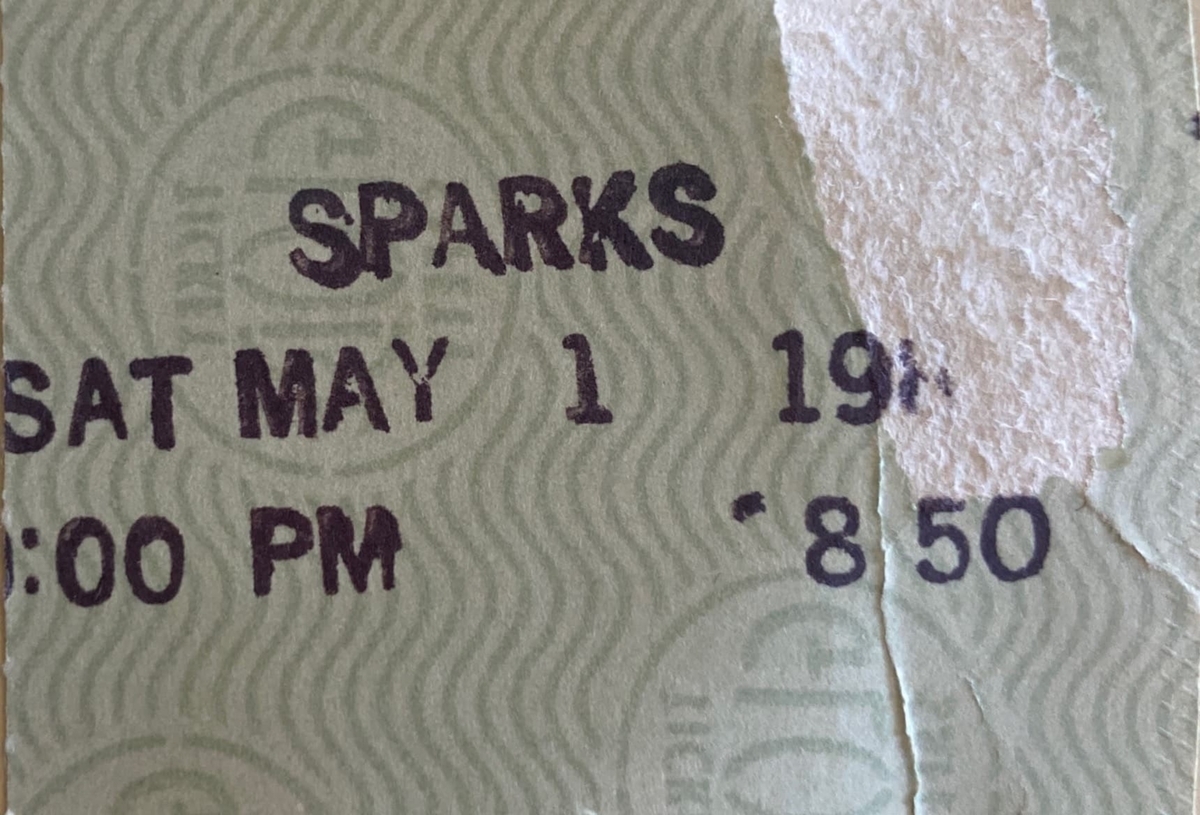 SPARKS
SAT MAY 1 19
:00 PM 8 50